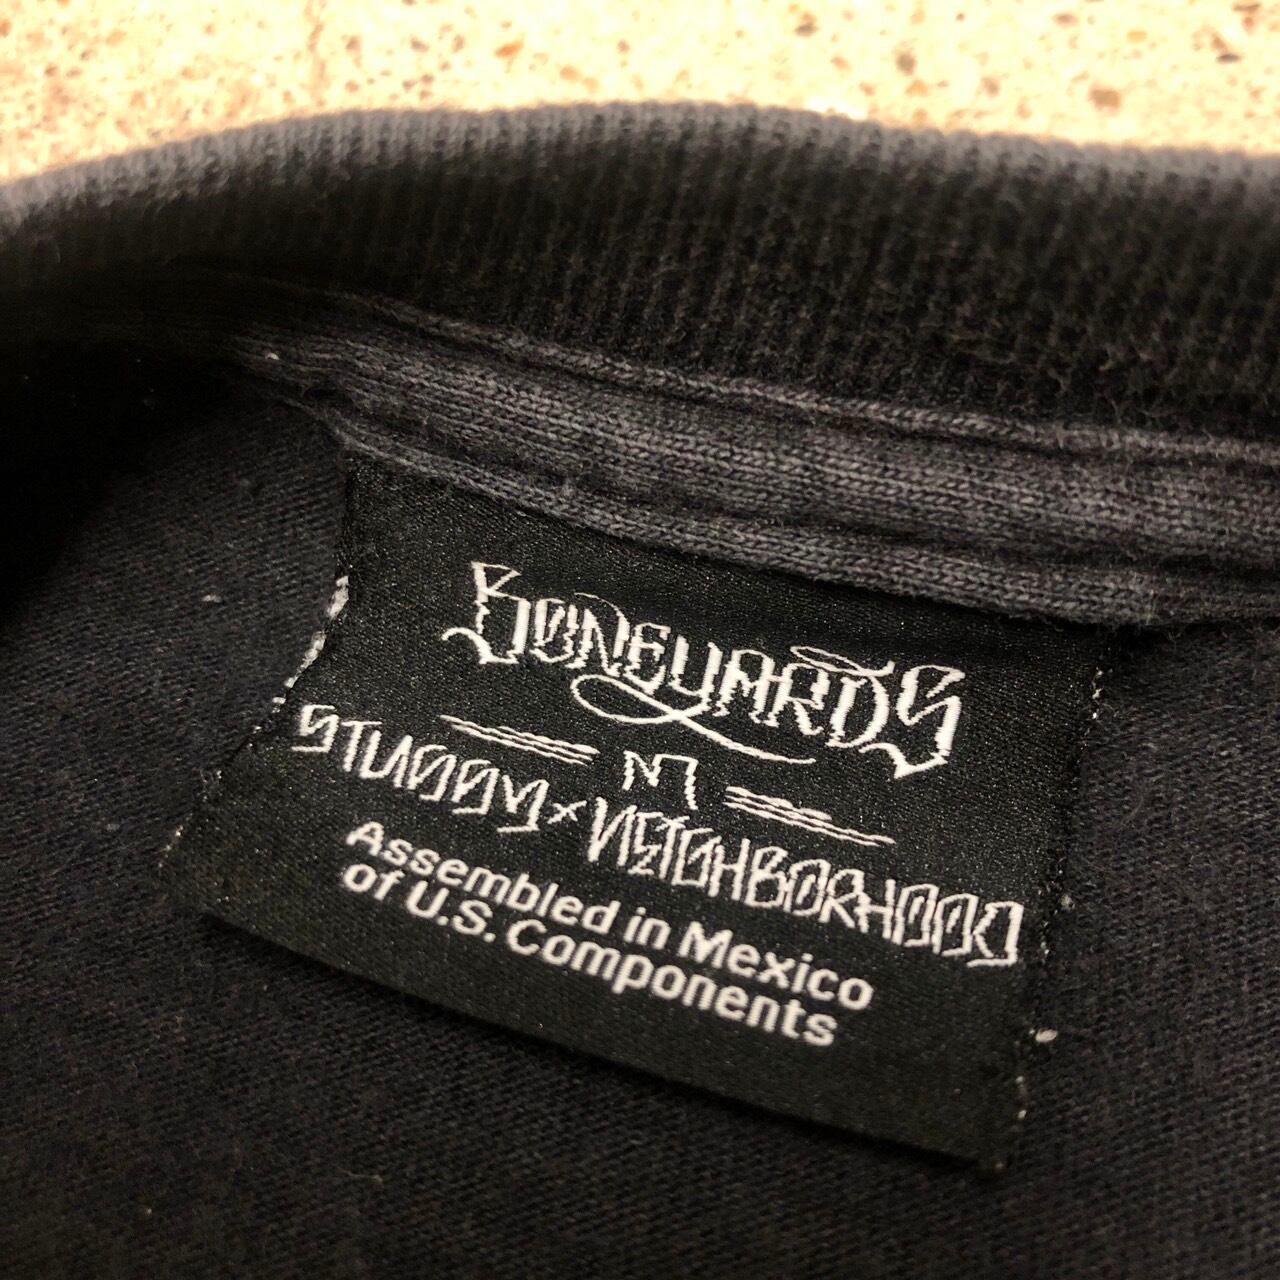 BONEYARDS
M
STUSSY × NEIGHBORHOOD
Assembled in Mexico
of U.S. Components